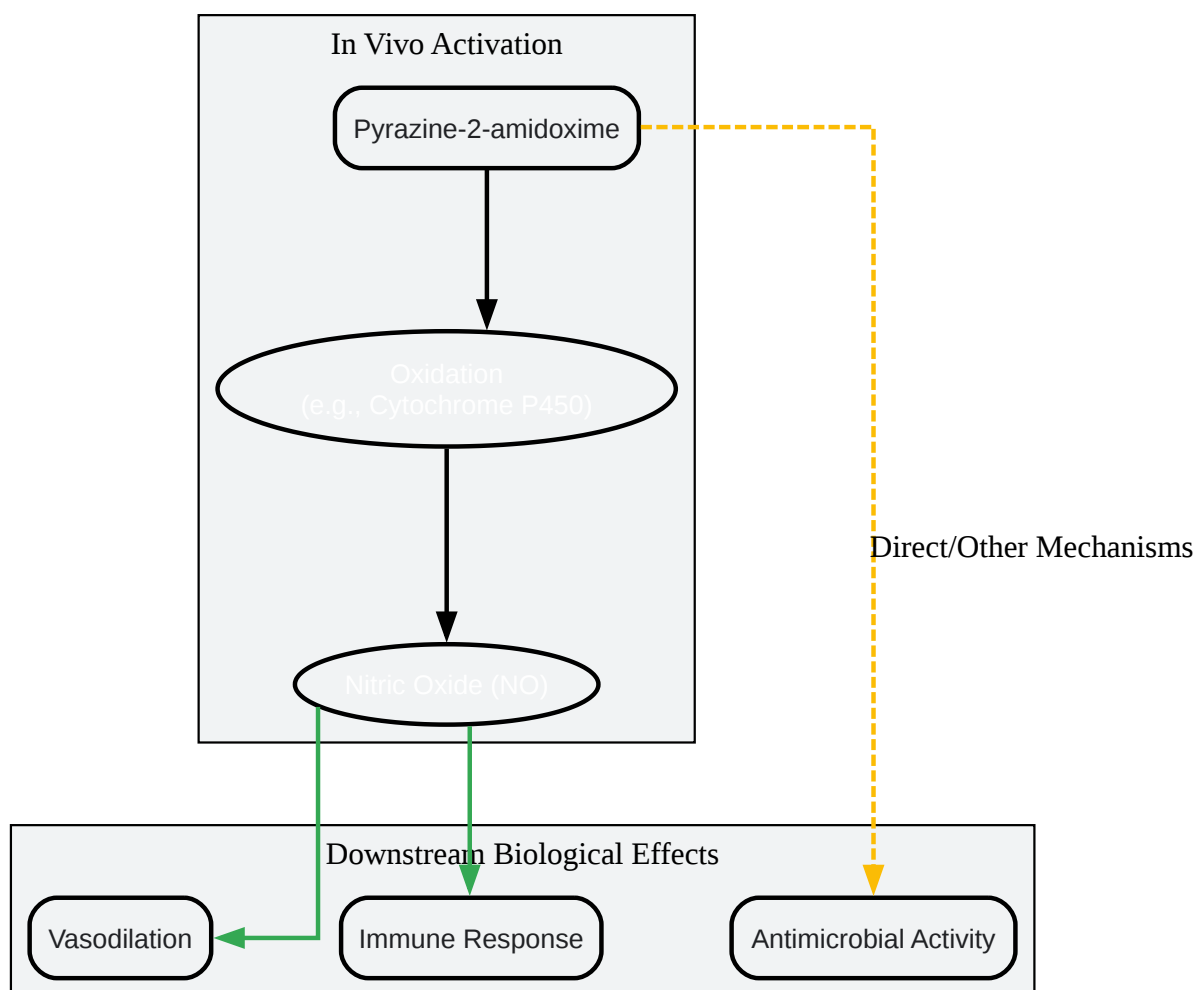 In Vivo Activation
Pyrazine-2-amidoxime
Oxidation
(e.g., Cytochrome P450)
Direct/Other Mechanisms
Nitric Oxide (NO)
Downstream Biological Effects
Vasodilation
Immune Response
Antimicrobial Activity